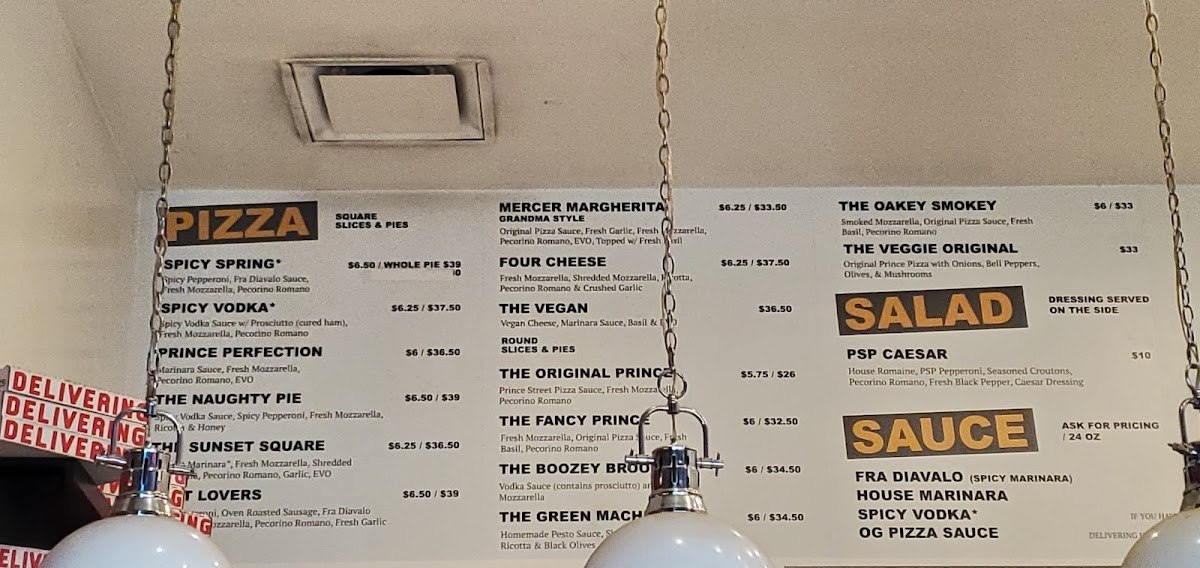 PIZZA
SQUARE
SLICES & PIES
SPICY SPRING*
$6.50 / WHOLE PIE $39
Spicy Pepperoni, Fra Diavalo Sauce,
Fresh Mozzarella, Pecorino Romano
SPICY VODKA*
$6.25 / $37.50
Spicy Vodka Sauce w/ Prosciutto (cured ham),
Fresh Mozzarella, Pecorino Romano
PRINCE PERFECTION
$6 / $36.50
Marinara Sauce, Fresh Mozzarella,
Pecorino Romano, EVO
THE NAUGHTY PIE
$6.50 / $39
Vodka Sauce, Spicy Pepperoni, Fresh Mozzarella,
& Honey
SUNSET SQUARE
$6.25 / $36.50
Marinara*, Fresh Mozzarella, Shredded
Pecorino Romano, Garlic, EVO
LOVERS
$6.50 / $39
Oven Roasted Sausage, Fra Diavalo
Pecorino Romano, Fresh Garlic
MERCER MARGHERITA
GRANDMA STYLE
$6.25 / $33.50
Original Pizza Sauce, Fresh Garlic, Fresh
Pecorino Romano, EVO, Topped w/ Fresh
FOUR CHEESE
$6.25 / $37.50
Fresh Mozzarella, Shredded Mozzarella,
Pecorino Romano & Crushed Garlic
THE VEGAN
$36.50
Vegan Cheese, Marinara Sauce, Basil &
ROUND
SLICES & PIES
THE ORIGINAL PRINCE
$5.75 / $26
Prince Street Pizza Sauce, Fresh
Pecorino Romano
THE FANCY PRINCE
$6 / $32.50
Fresh Mozzarella, Original Pizza Sauce, Fresh
Basil, Pecorino Romano
THE BOOZEY
$6 / $34.50
Vodka Sauce (contains prosciutto)
Mozzarella
THE GREEN
$6 / $34.50
Homemade Pesto Sauce,
Ricotta & Black Olives
THE OAKEY SMOKEY
$6 / $33
Smoked Mozzarella, Original Pizza Sauce, Fresh
Basil, Pecorino Romano
THE VEGGIE ORIGINAL
$33
Original Prince Pizza with Onions, Bell Peppers,
Olives, & Mushrooms
SALAD
DRESSING SERVED
ON THE SIDE
PSP CAESAR
$10
House Romaine, PSP Pepperoni, Seasoned Croutons,
Pecorino Romano, Fresh Black Pepper, Caesar Dressing
SAUCE
ASK FOR PRICING
/ 24 OZ
FRA DIAVALO (SPICY MARINARA)
HOUSE MARINARA
SPICY VODKA*
OG PIZZA SAUCE
IF YOU
DELIVERING
DELIVERING
DELIVERING
DELIVERING